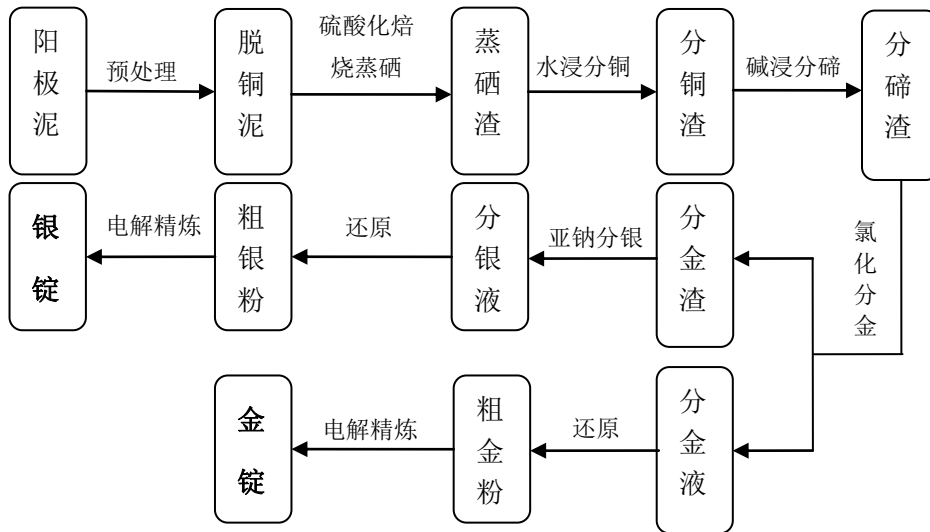 阳极泥
预处理
脱铜泥
硫酸化焙
烧蒸硒
蒸硒渣
水浸分铜
分铜渣
碱浸分碲
分碲渣
氯化分金
分金渣
亚钠分银
分银液
还原
粗银粉
电解精炼
银锭
分金液
还原
粗金粉
电解精炼
金锭